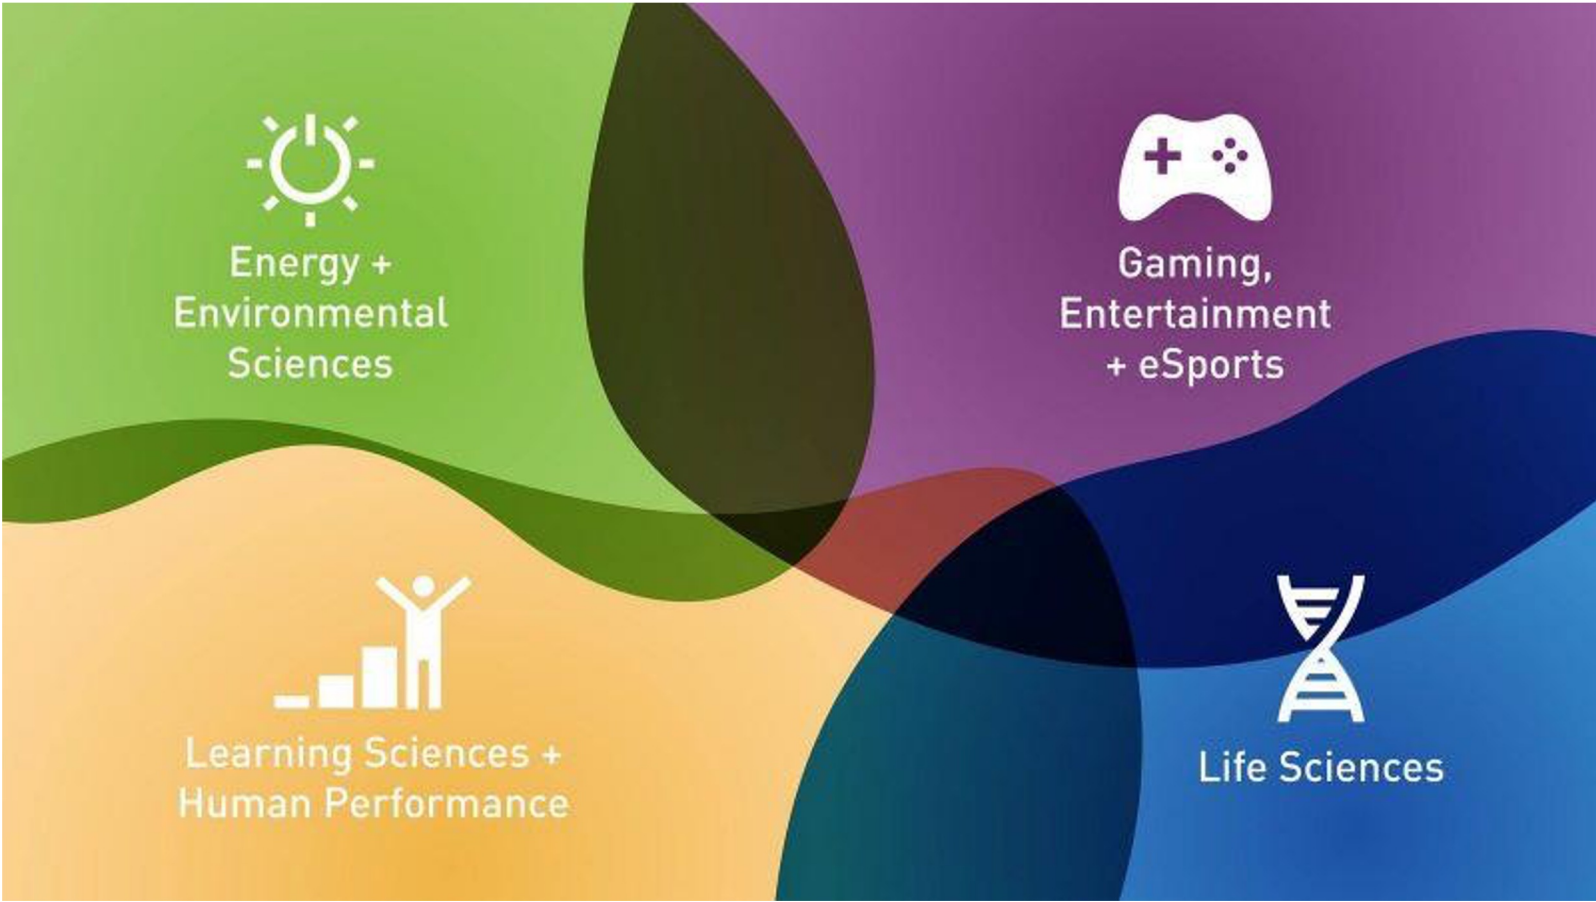 Energy +
Environmental
Sciences
Gaming,
Entertainment
+ eSports
Learning Sciences +
Human Performance
Life Sciences